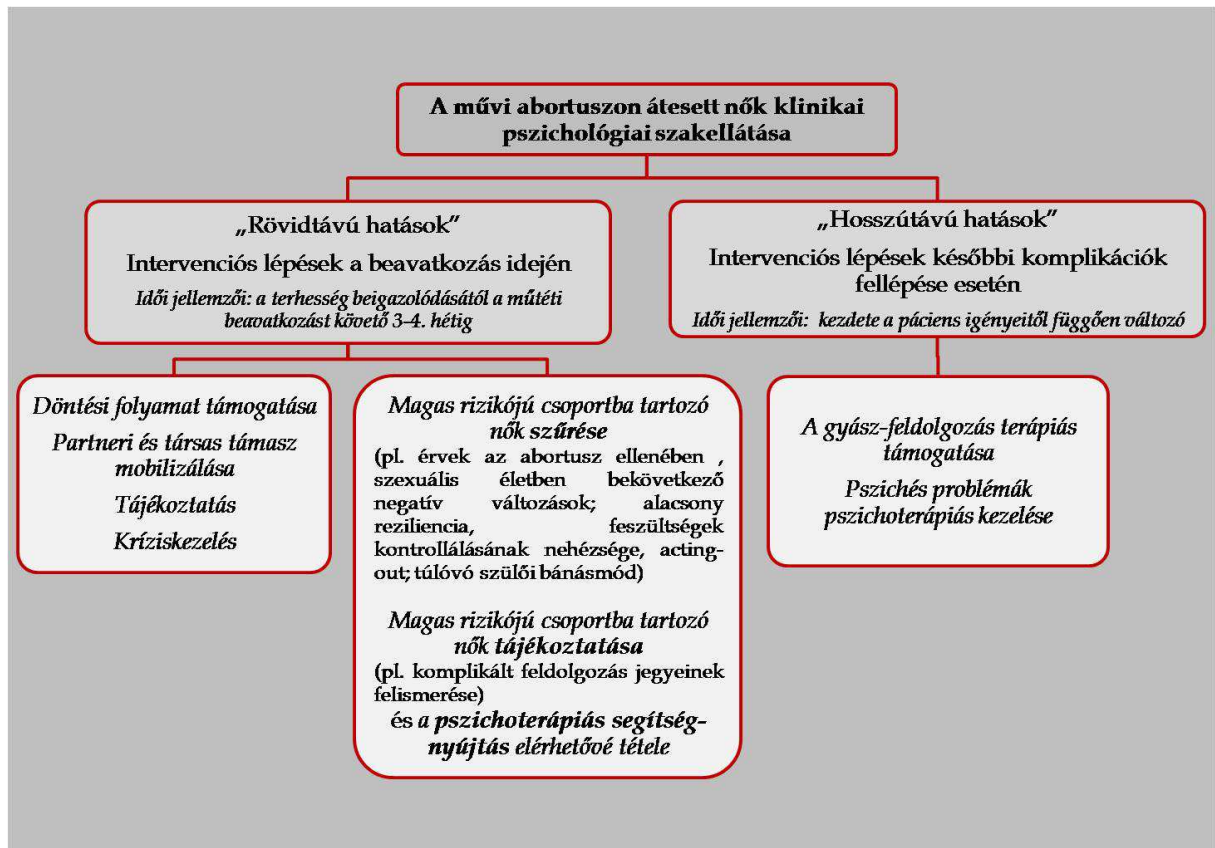 A művi abortuszon átesett nők klinikai
pszichológiai szakellátása
„Rövidtávú hatások”
Intervenciós lépések a beavatkozás idején
Idői jellemzői: a terhesség beigazolódásától a műtéti
beavatkozást követő 3-4. hétig
„Hosszútávú hatások”
Intervenciós lépések későbbi komplikációk
fellépése esetén
Idői jellemzői: kezdete a páciens igényeitől függően változó
Döntési folyamat támogatása
Partneri és társas támasz
mobilizálása
Tájékoztatás
Kríziskezelés
Magas rizikójú csoportba tartozó
nők szűrése
(pl. érvek az abortusz ellenében ,
szexuális életben bekövetkező
negatív változások; alacsony
reziliencia, feszültségek
kontrollálásának nehézsége, acting-
out; túlóvó szülői bánásmód)
Magas rizikójú csoportba tartozó
nők tájékoztatása
(pl. komplikált feldolgozás jegyeinek
felismerése)
és a pszichoterápiás segítség-
nyújtás elérhetővé tétele
A gyász-feldolgozás terápiás
támogatása
Pszichés problémák
pszichoterápiás kezelése